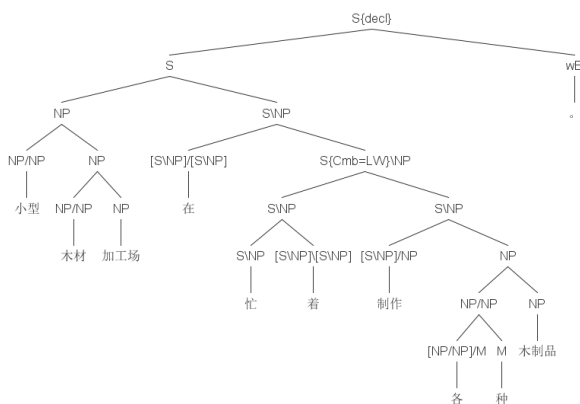 S{decl}
S wE
NP S\NP 。
NP/NP NP [S\NP]/[S\NP] S{Cmb=LW}\NP
小型 NP/NP NP 在 S\NP S\NP
木材 加工场 S\NP [S\NP]\[S\NP] [S\NP]/NP NP
忙 着 制作 NP/NP NP
[NP/NP]/M M 木制品
各 种